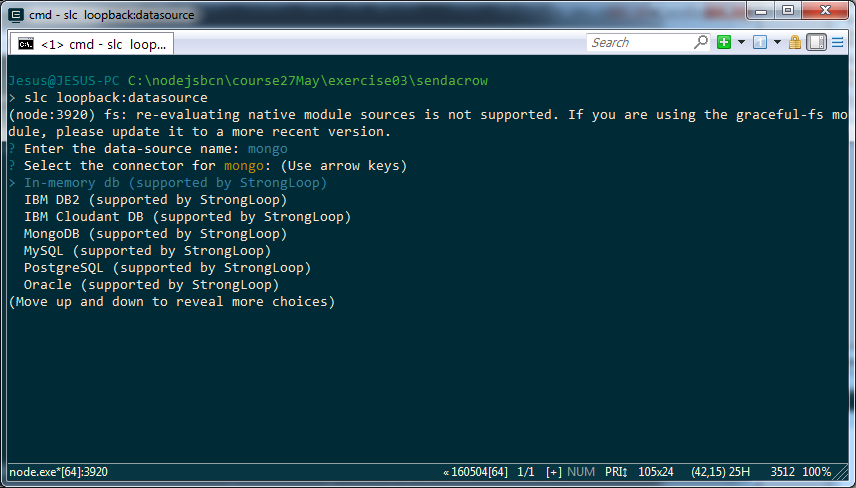 cmd - slc loopback:datasource
<1> cmd - slc loop...
Search
Jesus@JESUS-PC C:\nodejsbcn\course27May\exercise03\sendacrow
> slc loopback:datasource
(node:3920) fs: re-evaluating native module sources is not supported. If you are using the graceful-fs mo
dule, please update it to a more recent version.
? Enter the data-source name: mongo
? Select the connector for mongo: (Use arrow keys)
> In-memory db (supported by StrongLoop)
IBM DB2 (supported by StrongLoop)
IBM Cloudant DB (supported by StrongLoop)
MongoDB (supported by StrongLoop)
MySQL (supported by StrongLoop)
PostgreSQL (supported by StrongLoop)
Oracle (supported by StrongLoop)
(Move up and down to reveal more choices)
node.exe*[64]:3920 « 160504[64] 1/1 [+] NUM PRI↕ 105x24 (42,15) 25H 3512 100%